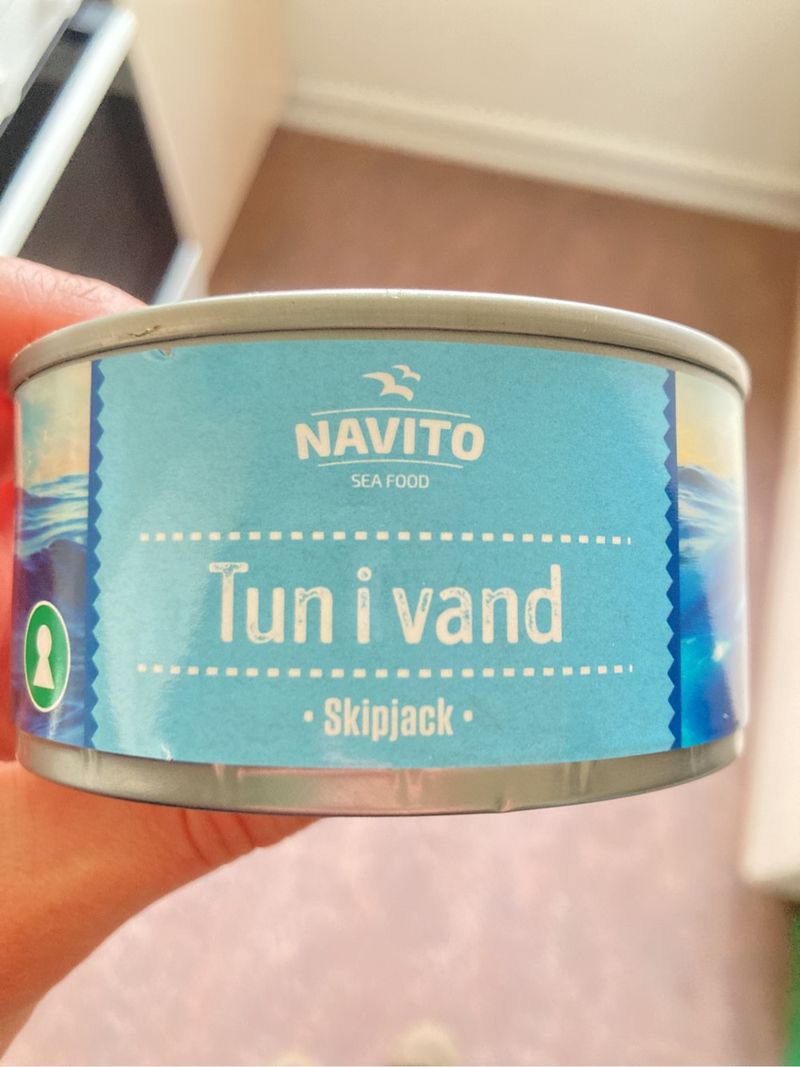 NAVITO
SEA FOOD
Tun i vand
• Skipjack •